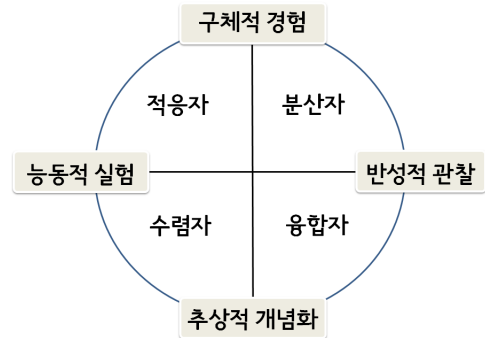 구체적 경험
적응자
분산자
능동적 실험
반성적 관찰
수렴자
융합자
추상적 개념화